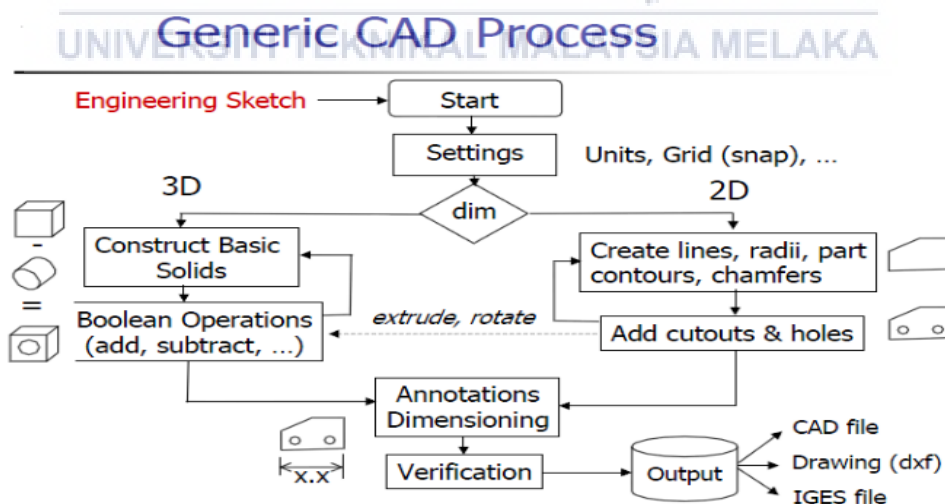 Generic CAD Process
UNIVERSITI TEKNIKAL MALAYSIA MELAKA
Engineering Sketch
Start
Settings
Units, Grid (snap), ...
3D
dim
2D
Construct Basic
Solids
Create lines, radii, part
contours, chamfers
-
=
Boolean Operations
(add, subtract, ...)
extrude, rotate
Add cutouts & holes
Annotations
Dimensioning
x.x
Verification
Output
CAD file
Drawing (dxf)
IGES file